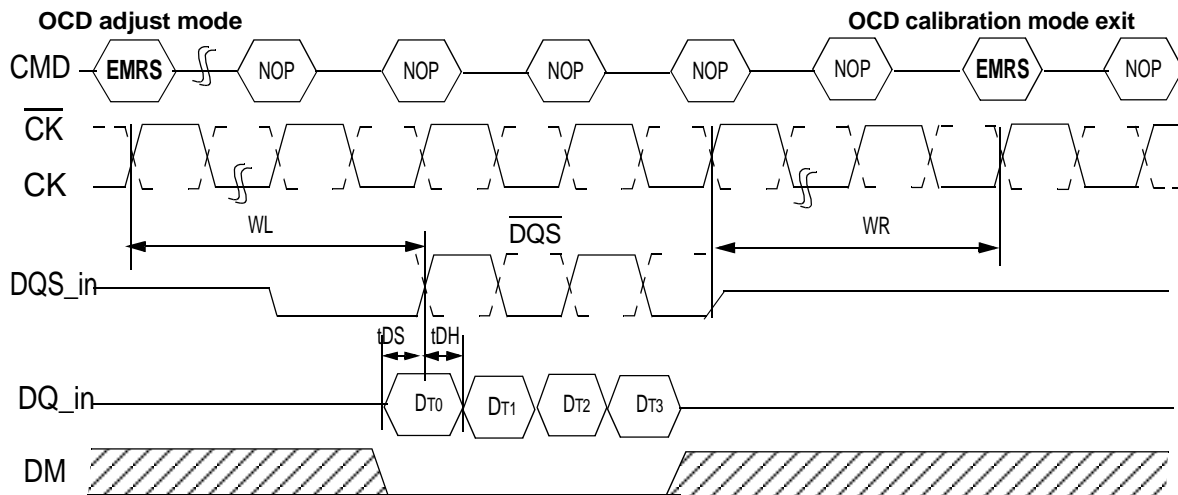 OCD adjust mode
OCD calibration mode exit
CMD EMRS NOP NOP NOP NOP NOP EMRS NOP
CK
CK
WL
DQS
WR
DQS_in
tDS tDH
DQ_in DT0 DT1 DT2 DT3
DM